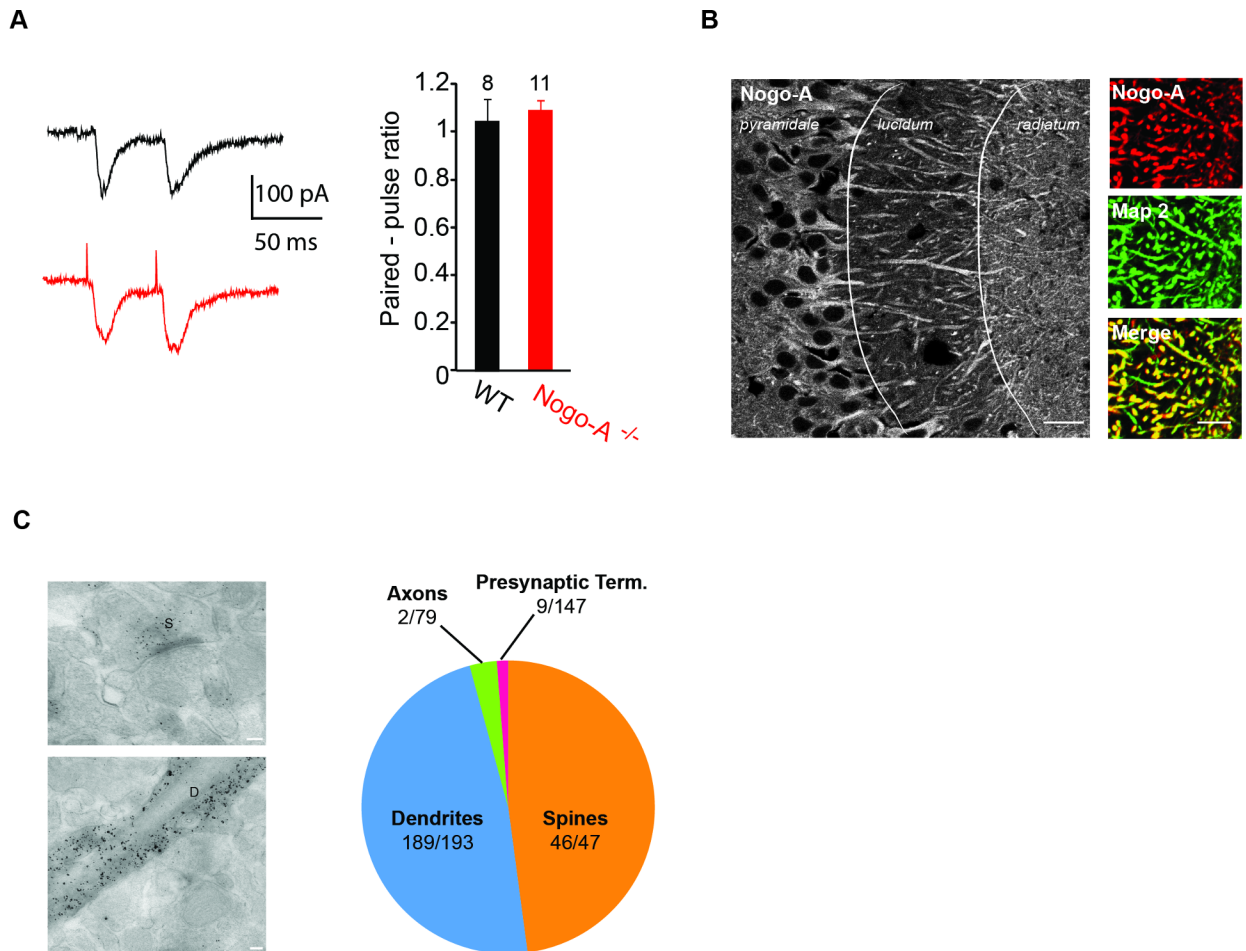 A
100 pA
50 ms
Paired - pulse ratio
1.2
1
0.8
0.6
0.4
0.2
0
8
11
WT
Nogo-A -/-
B
Nogo-A
pyramidale
lucidum
radiatum
Nogo-A
Map 2
Merge
C
S
D
Axons
2/79
Presynaptic Term.
9/147
Dendrites
189/193
Spines
46/47